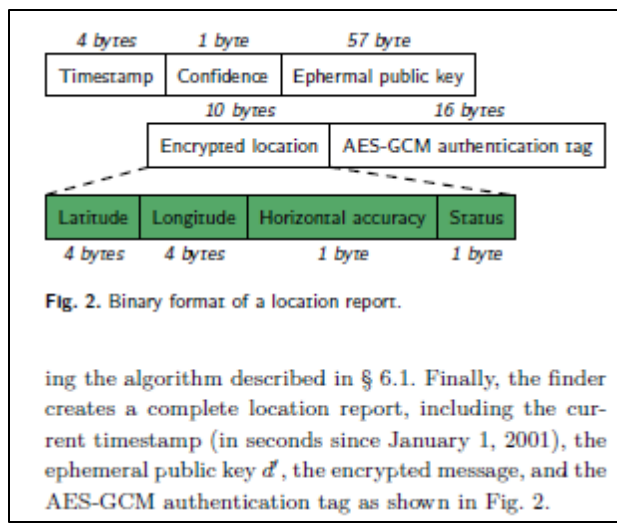 4 bytes 1 byte 57 byte
Timestamp Confidence Ephermal public key
10 bytes 16 bytes
Encrypted location AES-GCM authentication tag
Latitude Longitude Horizontal accuracy Status
4 bytes 4 bytes 1 byte 1 byte
Fig. 2. Binary format of a location report.
ing the algorithm described in § 6.1. Finally, the finder
creates a complete location report, including the cur-
rent timestamp (in seconds since January 1, 2001), the
ephemeral public key d′, the encrypted message, and the
AES-GCM authentication tag as shown in Fig. 2.